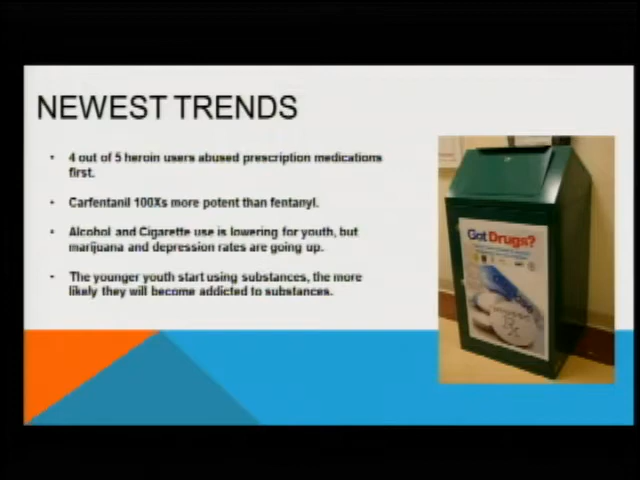 NEWEST TRENDS
• 4 out of 5 heroin users abused prescription medications
first.
• Carfentanil 100Xs more potent than fentanyl.
• Alcohol and Cigarette use is lowering for youth, but
marijuana and depression rates are going up.
• The younger youth start using substances, the more
likely they will become addicted to substances.
Got Drugs?